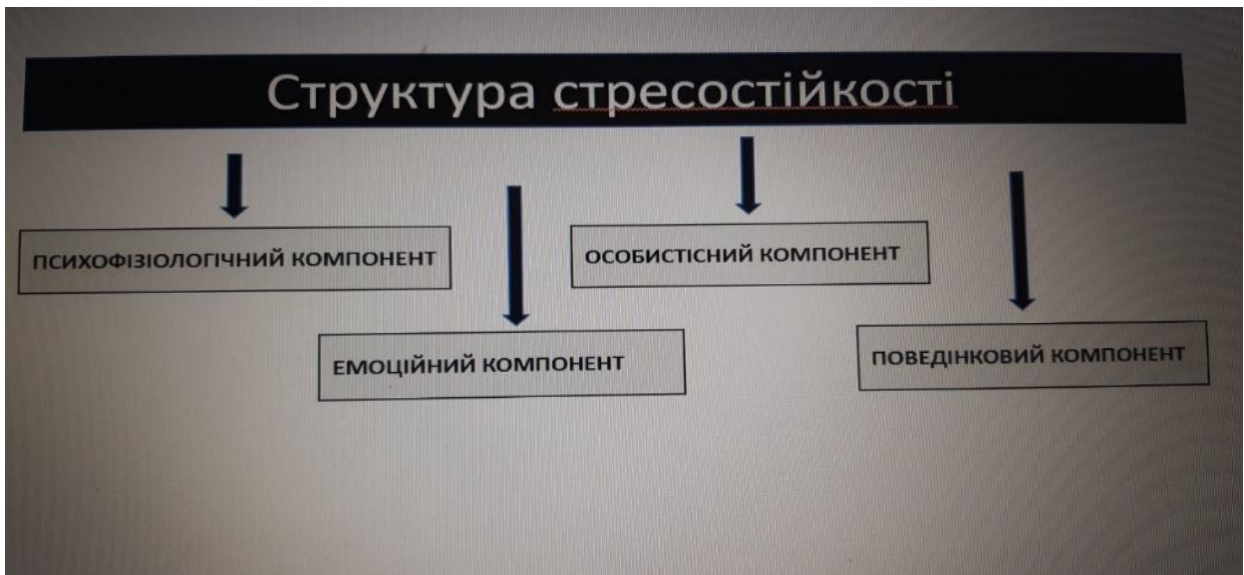 Структура стресостійкості
ПСИХОФІЗІОЛОГІЧНИЙ КОМПОНЕНТ
ЕМОЦІЙНИЙ КОМПОНЕНТ
ОСОБИСТІСНИЙ КОМПОНЕНТ
ПОВЕДІНКОВИЙ КОМПОНЕНТ